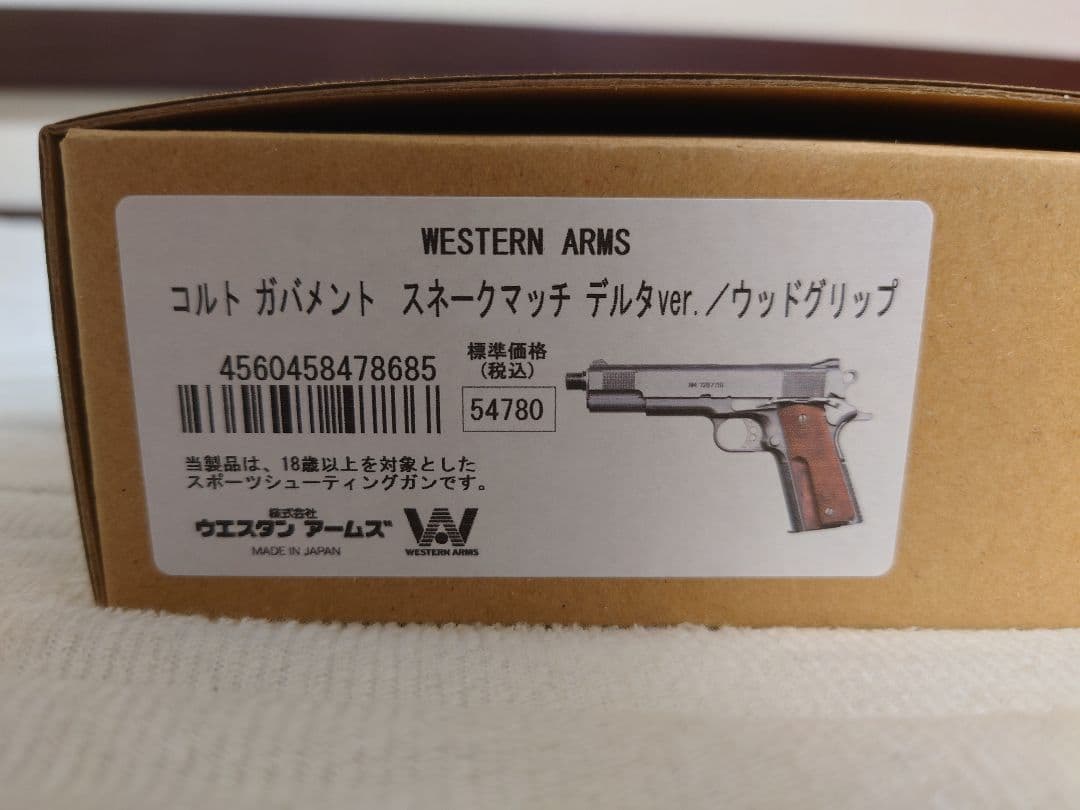 WESTERN ARMS
コルト ガバメント スネークマッチ デルタver.／ウッドグリップ
4560458478685
標準価格
(税込)
54780
当製品は、18歳以上を対象とした
スポーツシューティングガンです。
株式会社
ウエスタン アームズ
MADE IN JAPAN
WESTERN ARMS